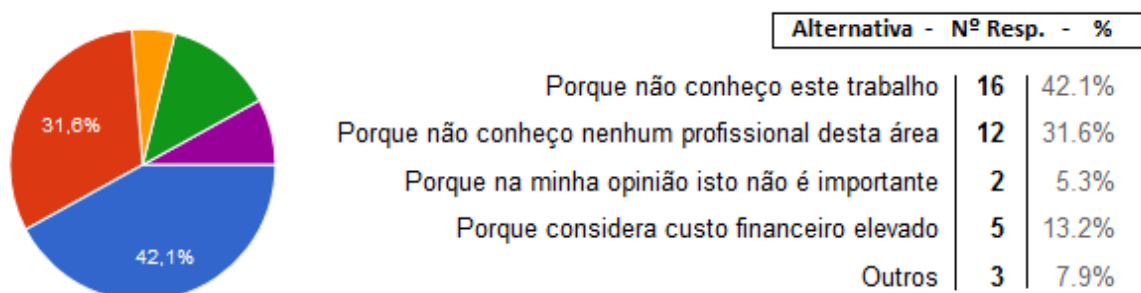 Alternativa - Nº Resp. - %
Porque não conheço este trabalho 16 42.1%
31,6%
Porque não conheço nenhum profissional desta área 12 31.6%
Porque na minha opinião isto não é importante 2 5.3%
Porque considera custo financeiro elevado 5 13.2%
42,1%
Outros 3 7.9%